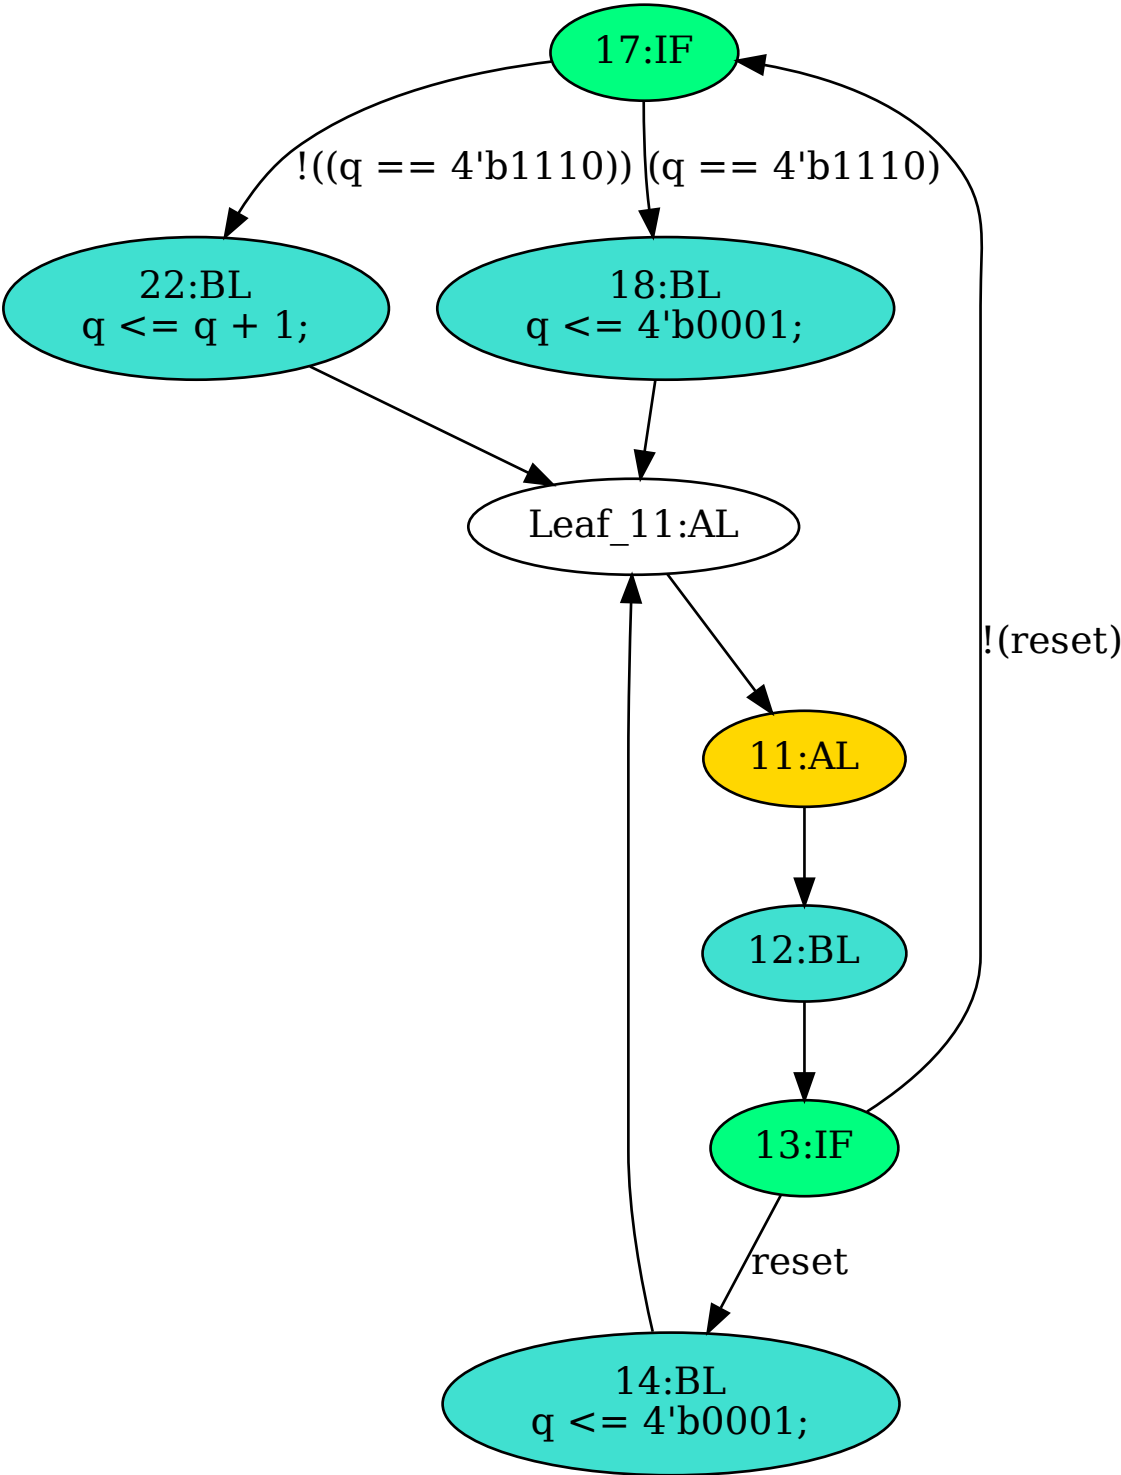 17:IF
!((q == 4'b1110))
(q == 4'b1110)
22:BL
q <= q + 1;
18:BL
q <= 4'b0001;
Leaf_11:AL
!(reset)
11:AL
12:BL
13:IF
reset
14:BL
q <= 4'b0001;